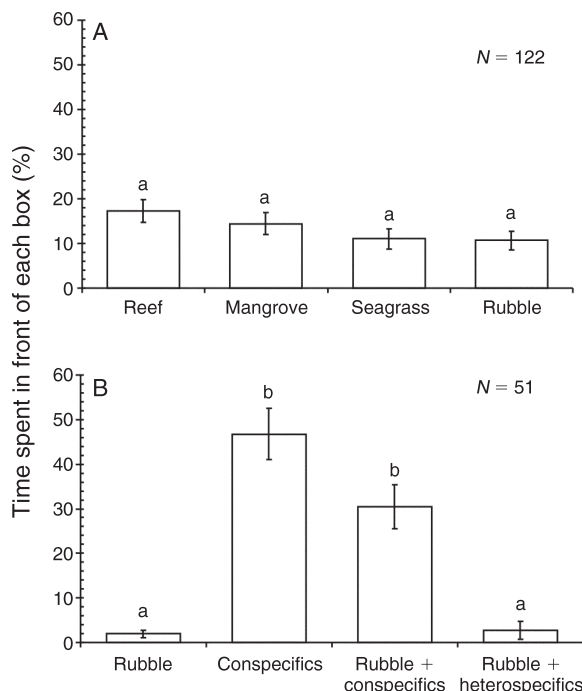 Time spent in front of each box (%)
A
N = 122
60
50
40
30
20
10
0
a
a
a
a
Reef
Mangrove
Seagrass
Rubble
B
N = 51
60
50
40
30
20
10
0
a
b
b
a
Rubble
Conspecifics
Rubble +
conspecifics
Rubble +
heterospecifics